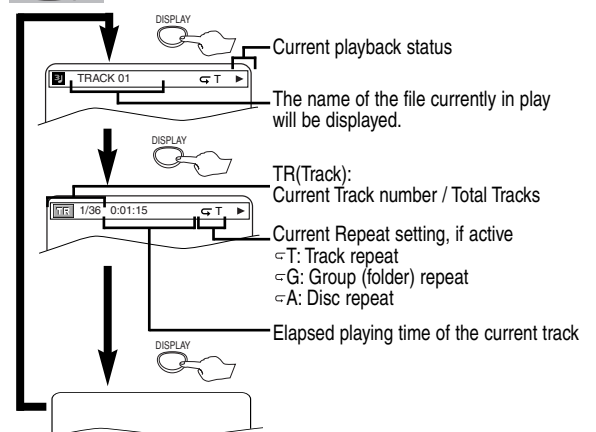 DISPLAY
Current playback status
TRACK 01 T ►
The name of the file currently in play
will be displayed.
DISPLAY
TR(Track):
Current Track number / Total Tracks
TR 1/36 0:01:15 T ►
Current Repeat setting, if active
T: Track repeat
G: Group (folder) repeat
A: Disc repeat
Elapsed playing time of the current track
DISPLAY